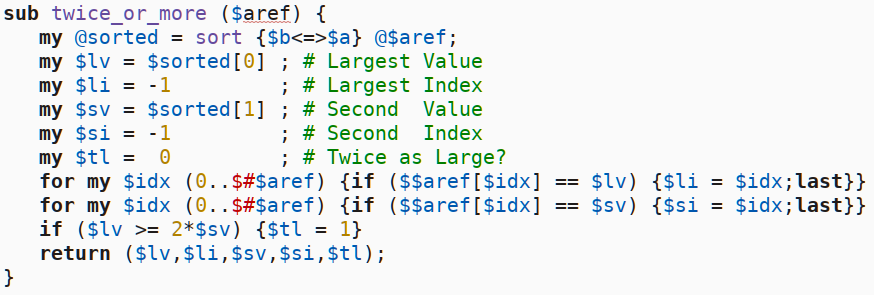 sub twice_or_more ($aref) {
   my @sorted = sort {$b<=>$a} @$aref;
   my $lv = $sorted[0] ; # Largest Value
   my $li = -1         ; # Largest Index
   my $sv = $sorted[1] ; # Second  Value
   my $si = -1         ; # Second  Index
   my $tl =  0         ; # Twice as Large?
   for my $idx (0..$#$aref) {if ($$aref[$idx] == $lv) {$li = $idx;last}}
   for my $idx (0..$#$aref) {if ($$aref[$idx] == $sv) {$si = $idx;last}}
   if ($lv >= 2*$sv) {$tl = 1}
   return ($lv,$li,$sv,$si,$tl);
}